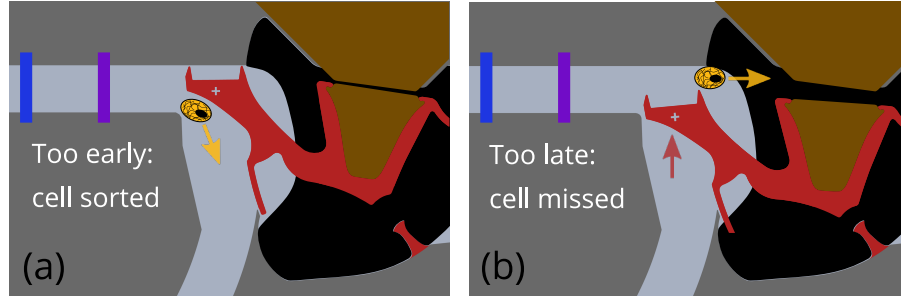 Too early:
cell sorted
(a)
Too late:
cell missed
(b)